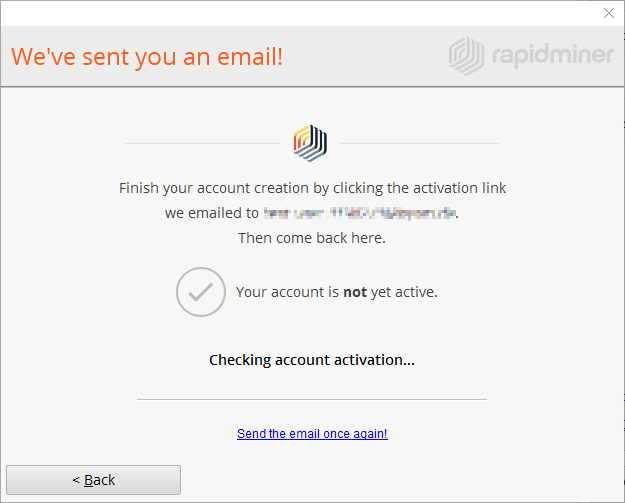 We've sent you an email!
rapidminer
Finish your account creation by clicking the activation link
we emailed to
Then come back here.
Your account is not yet active.
Checking account activation...
Send the email once again!
< Back